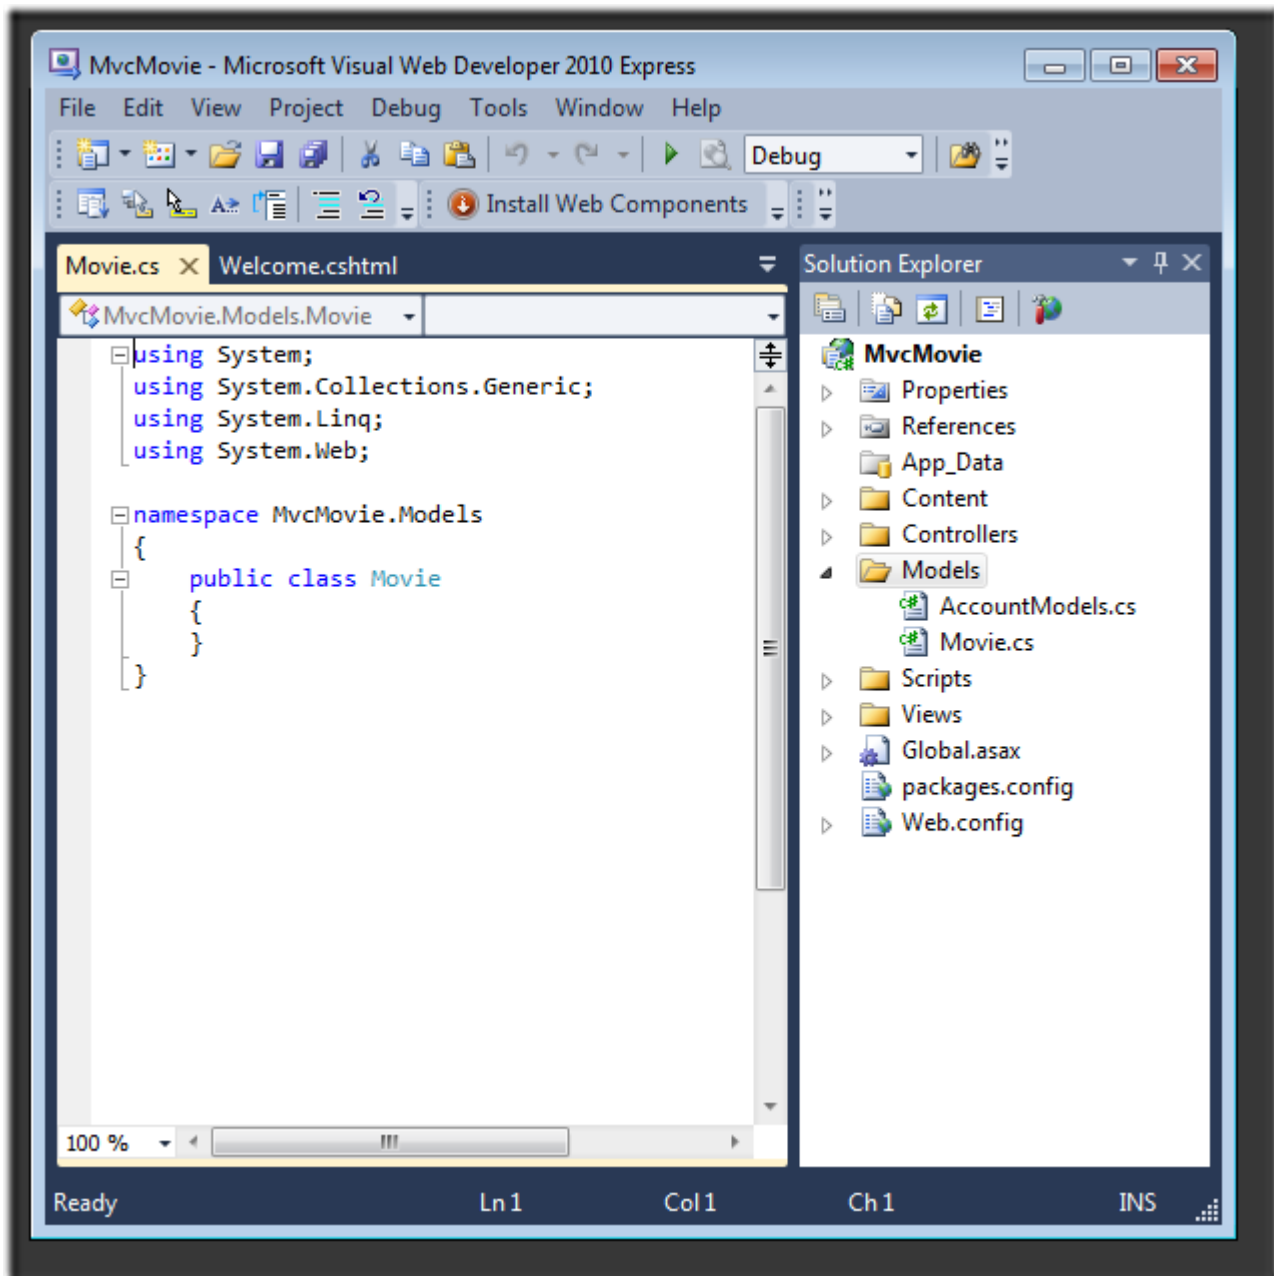 MvcMovie - Microsoft Visual Web Developer 2010 Express
File Edit View Project Debug Tools Window Help
Debug
Install Web Components
Movie.cs Welcome.cshtml
MvcMovie.Models.Movie
using System;
using System.Collections.Generic;
using System.Linq;
using System.Web;
namespace MvcMovie.Models
{
public class Movie
{
}
}
100 %
Solution Explorer
MvcMovie
Properties
References
App_Data
Content
Controllers
Models
AccountModels.cs
Movie.cs
Scripts
Views
Global.asax
packages.config
Web.config
Ready Ln 1 Col 1 Ch 1 INS